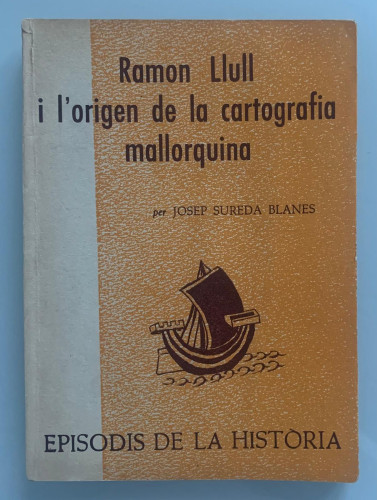 Ramon Llull
i l'origen de la cartografia
mallorquina
per JOSEP SUREDA BLANES
EPISODIS DE LA HISTÒRIA